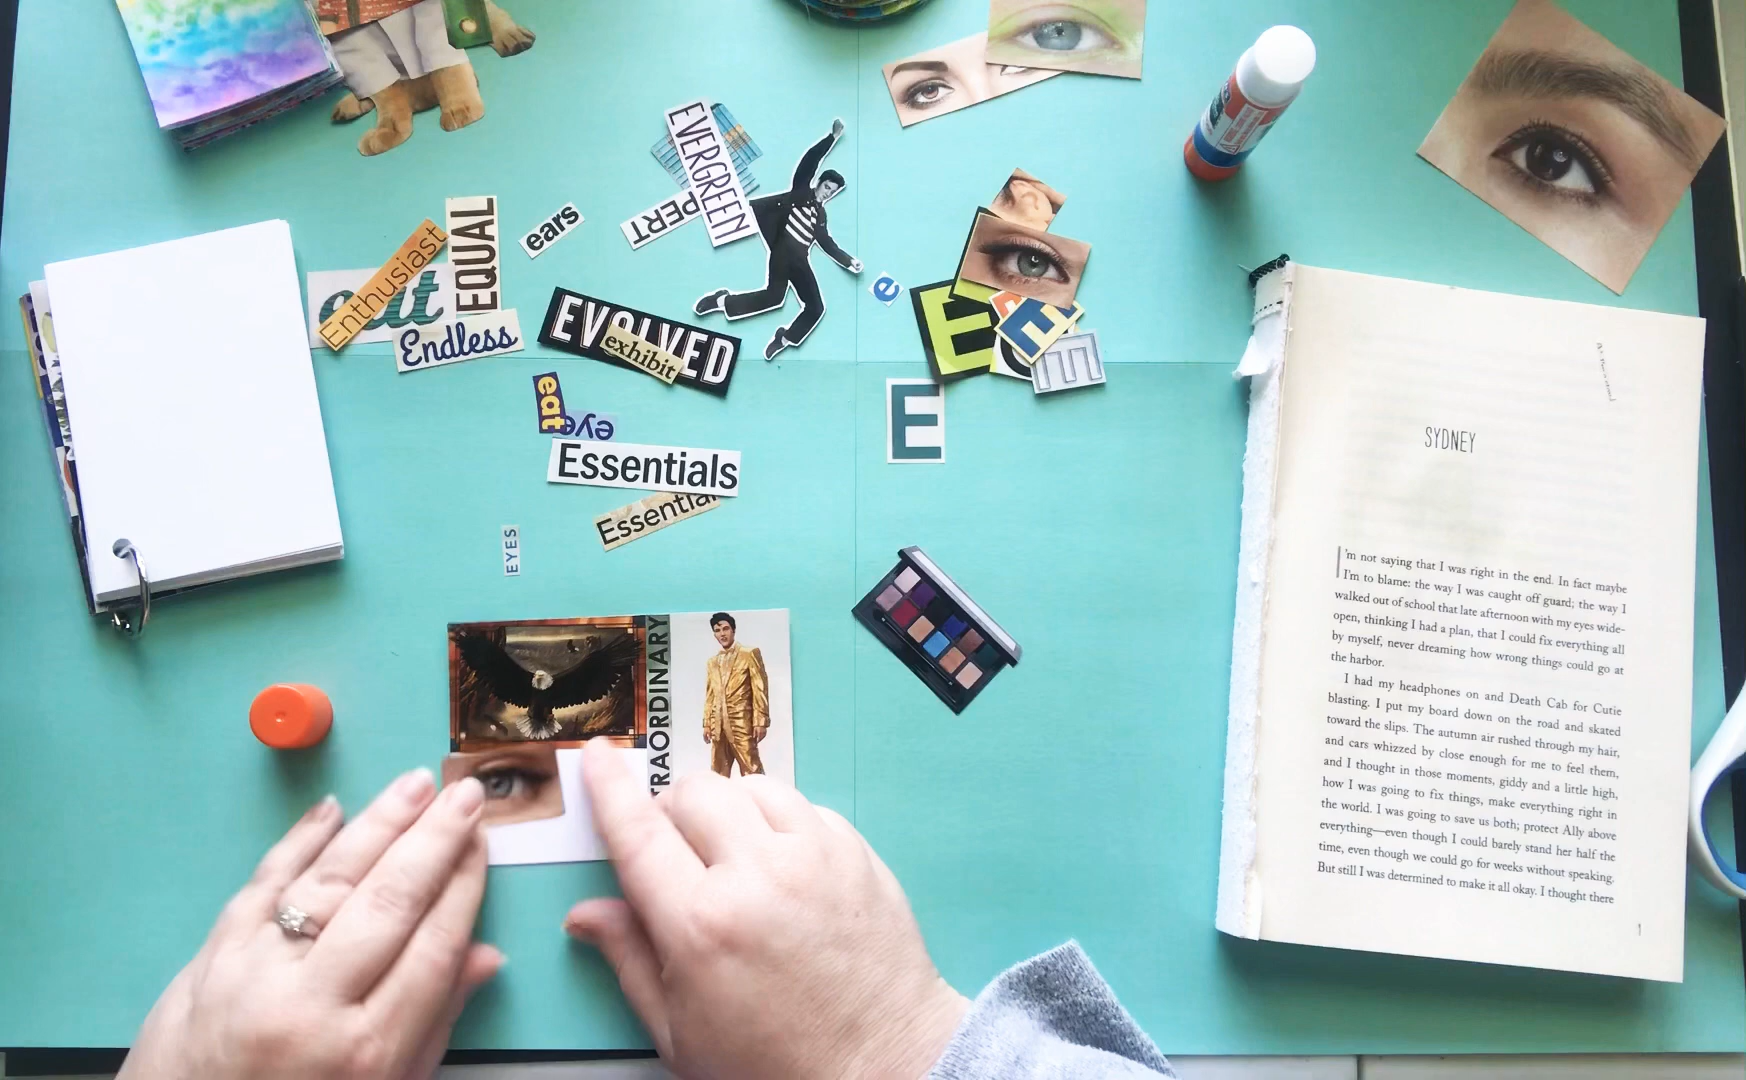 EVERGREEN
PERT
ears
EQUAL
Enthusiast
eat
Endless
EVOLVED
exhibit
e
E
E
E
E
eat
eye
Essentials
Essential
EYES
TRAORDINARY
SYDNEY
I'm not saying that I was right in the end. In fact maybe
I'm to blame: the way I was caught off guard; the way I
walked out of school that late afternoon with my eyes wide-
open, thinking I had a plan, that I could fix everything all
by myself, never dreaming how wrong things could go at
the harbor.
I had my headphones on and Death Cab for Cutie
blasting. I put my board down on the road and skated
toward the slips. The autumn air rushed through my hair,
and cars whizzed by close enough for me to feel them,
and I thought in those moments, giddy and a little high,
how I was going to fix things, make everything right in
the world. I was going to save us both; protect Ally above
everything—even though I could barely stand her half the
time, even though we could go for weeks without speaking.
But still I was determined to make it all okay. I thought there
1